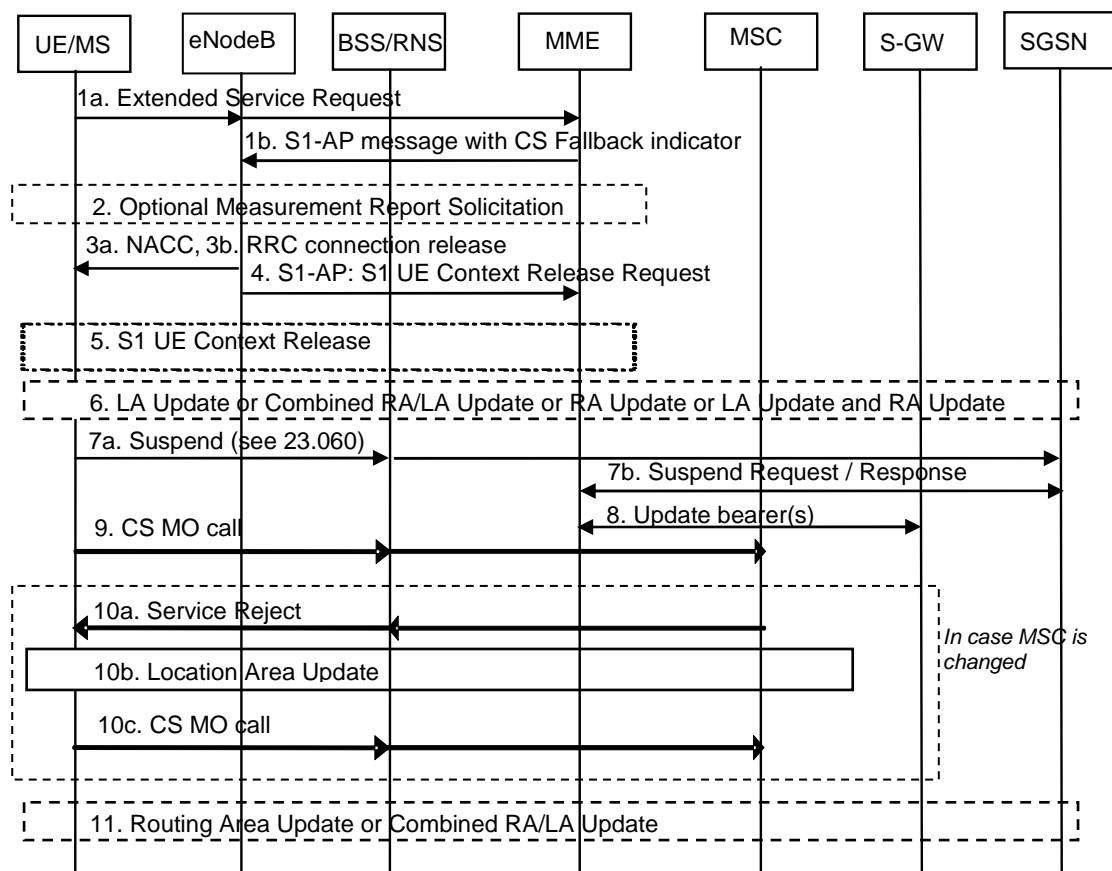 UE/MS
eNodeB
BSS/RNS
MME
MSC
S-GW
SGSN
1a. Extended Service Request
1b. S1-AP message with CS Fallback indicator
2. Optional Measurement Report Solicitation
3a. NACC, 3b. RRC connection release
4. S1-AP: S1 UE Context Release Request
5. S1 UE Context Release
6. LA Update or Combined RA/LA Update or RA Update or LA Update and RA Update
7a. Suspend (see 23.060)
7b. Suspend Request / Response
8. Update bearer(s)
9. CS MO call
10a. Service Reject
In case MSC is
changed
10b. Location Area Update
10c. CS MO call
11. Routing Area Update or Combined RA/LA Update